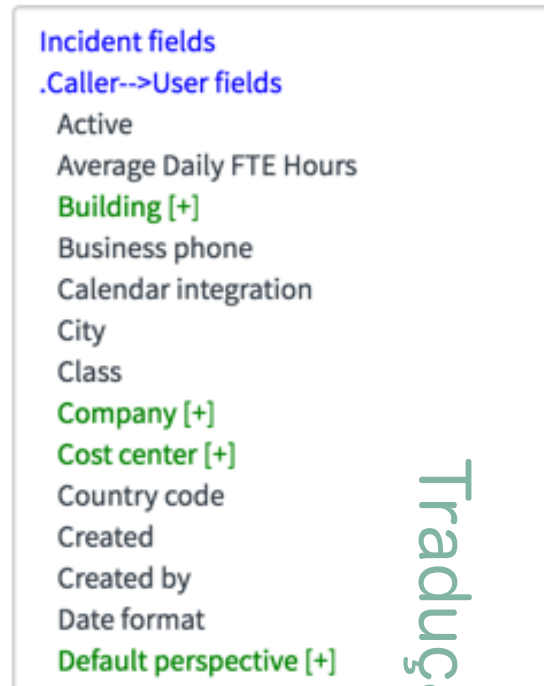 Incident fields
.Caller-->User fields
Active
Average Daily FTE Hours
Building [+]
Business phone
Calendar integration
City
Class
Company [+]
Cost center [+]
Country code
Created
Created by
Date format
Default perspective [+]